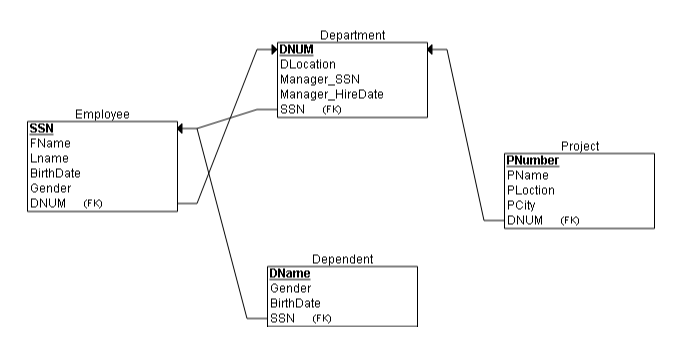 Department
DNUM
DLocation
Manager_SSN
Manager_HireDate
SSN (FK)
Employee
SSN
FName
Lname
BirthDate
Gender
DNUM (FK)
Project
PNumber
PName
PLoction
PCity
DNUM (FK)
Dependent
DName
Gender
BirthDate
SSN (FK)